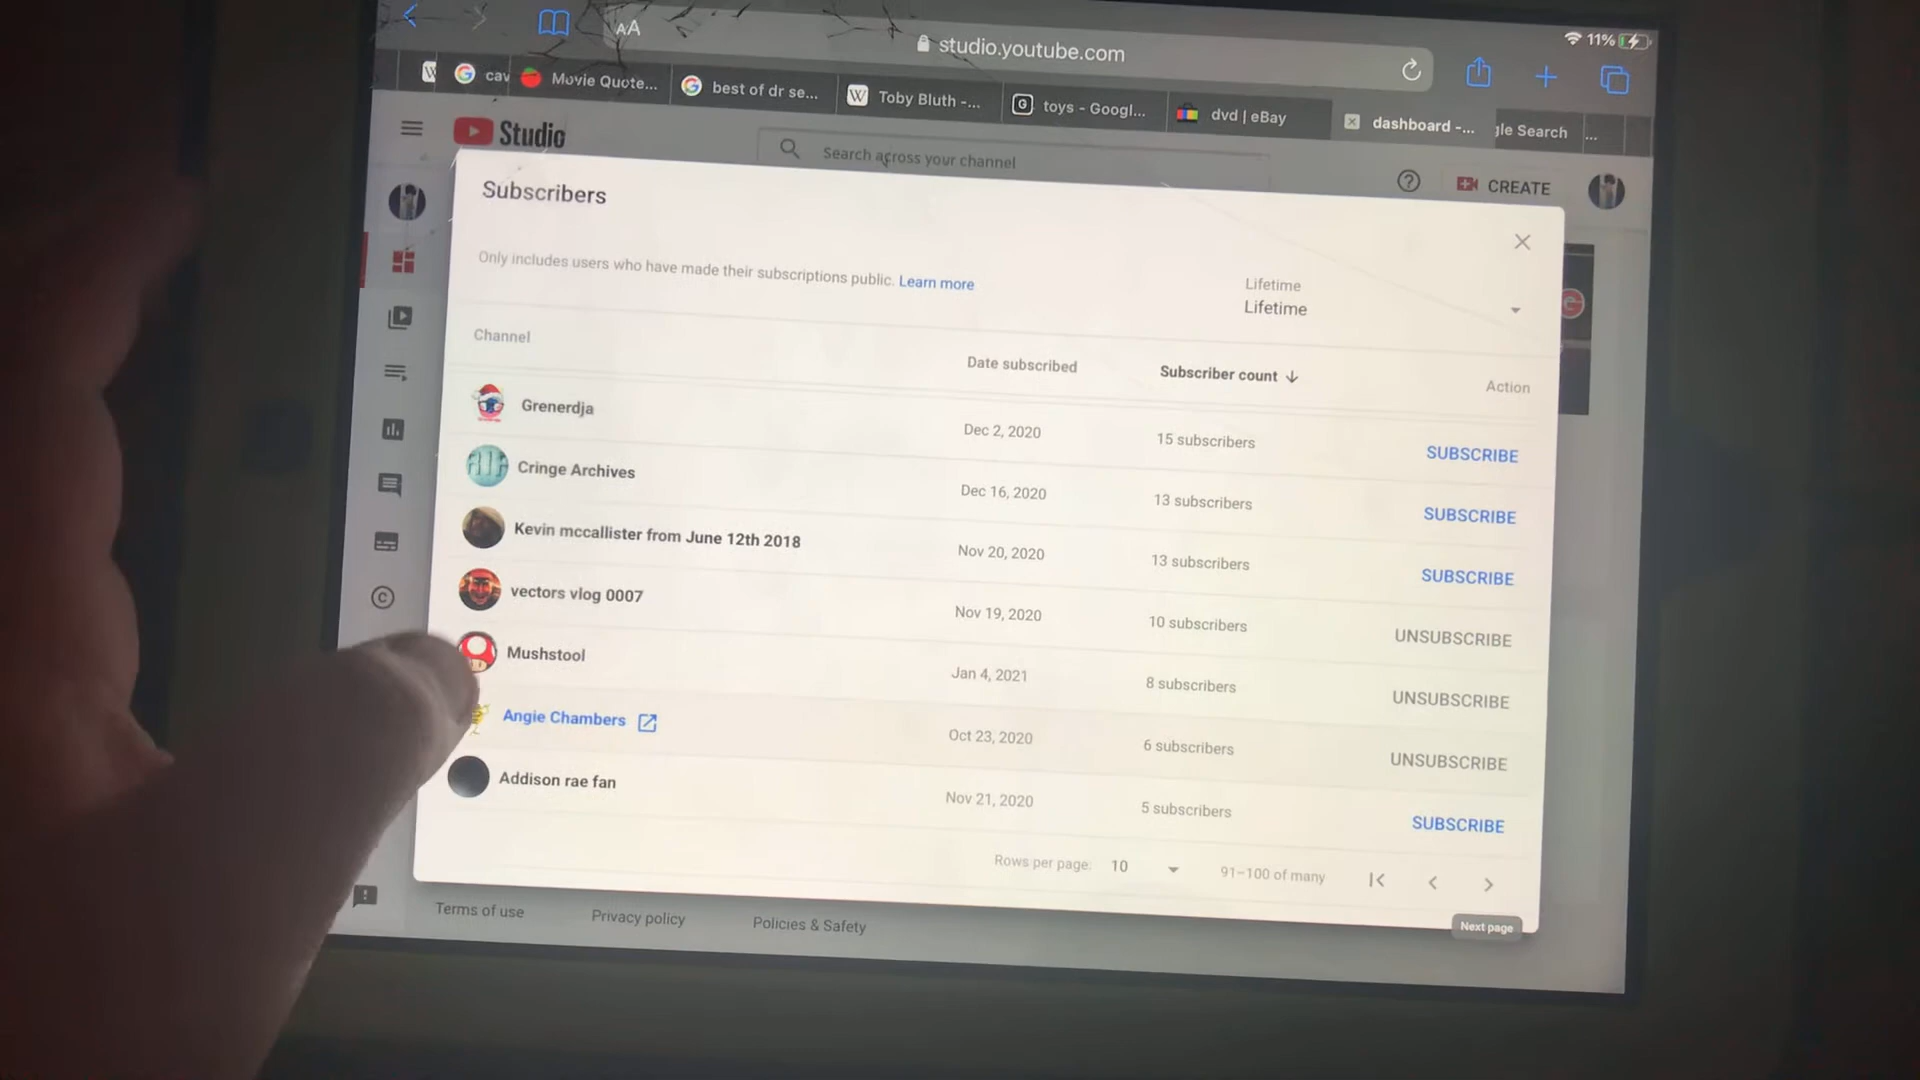 AA
studio.youtube.com
11%
W
G cav
Movie Quote...
G best of dr se...
W Toby Bluth -...
G toys - Googl...
dvd | eBay
dashboard -...
gle Search
...
Studio
Search across your channel
CREATE
Subscribers
Only includes users who have made their subscriptions public. Learn more
Lifetime
Lifetime
Channel
Date subscribed
Subscriber count
Action
Grenerdja
Dec 2, 2020
15 subscribers
SUBSCRIBE
Cringe Archives
Dec 16, 2020
13 subscribers
SUBSCRIBE
Kevin mccallister from June 12th 2018
Nov 20, 2020
13 subscribers
SUBSCRIBE
vectors vlog 0007
Nov 19, 2020
10 subscribers
UNSUBSCRIBE
Mushstool
Jan 4, 2021
8 subscribers
UNSUBSCRIBE
Angie Chambers
Oct 23, 2020
6 subscribers
UNSUBSCRIBE
Addison rae fan
Nov 21, 2020
5 subscribers
SUBSCRIBE
Rows per page: 10
91–100 of many
Next page
Terms of use
Privacy policy
Policies & Safety